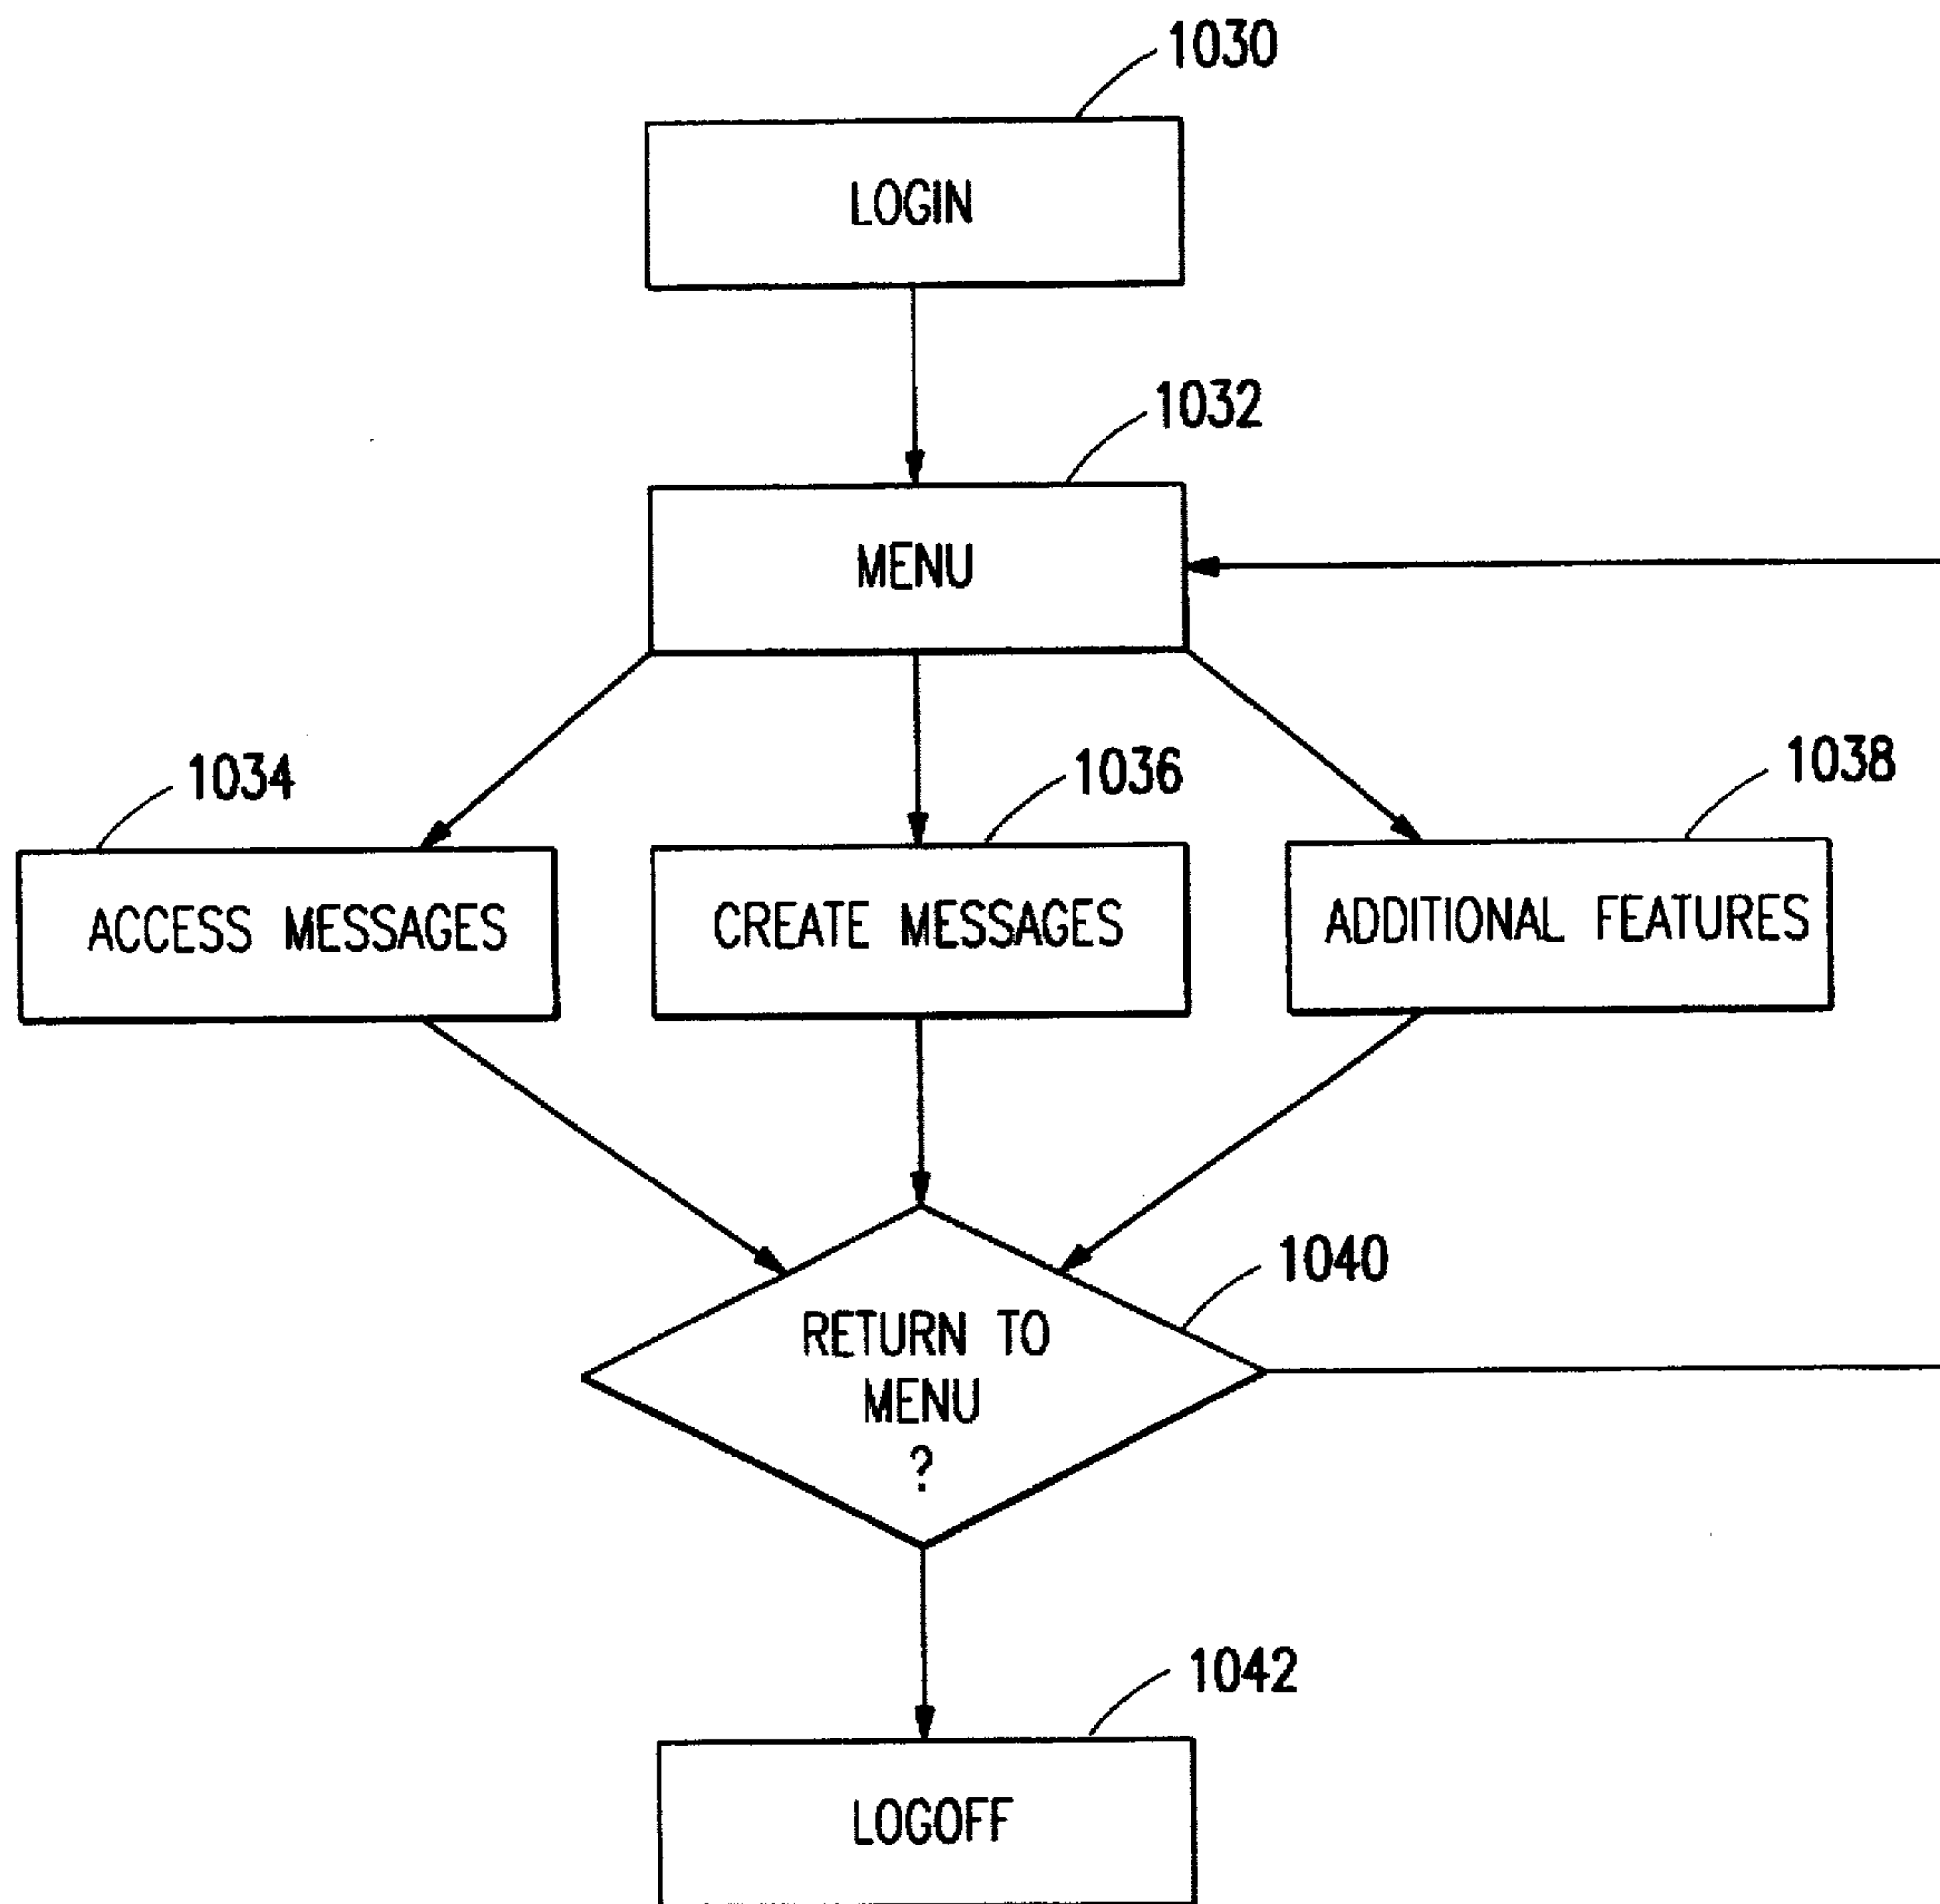 1030
LOGIN
1032
MENU
1034
1036
1038
ACCESS MESSAGES
CREATE MESSAGES
ADDITIONAL FEATURES
1040
RETURN TO
MENU
?
1042
LOGOFF